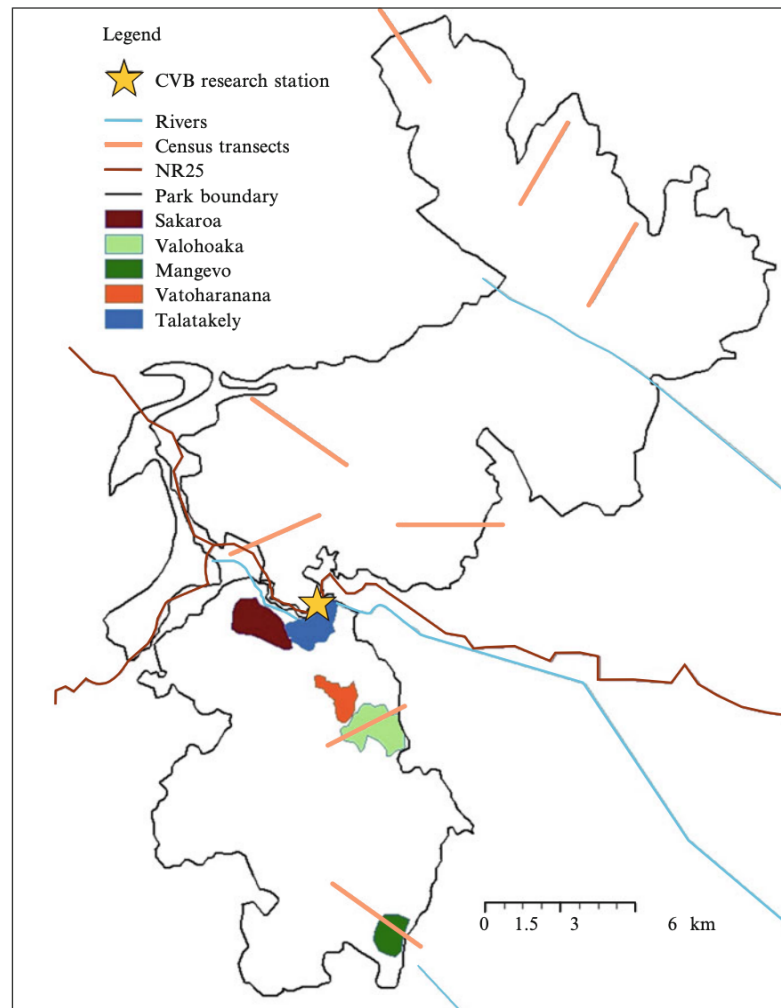 Legend
CVB research station
Rivers
Census transects
NR25
Park boundary
Sakaroa
Valohoaka
Mangevo
Vatoharanana
Talatakely
0 1.5 3 6 km